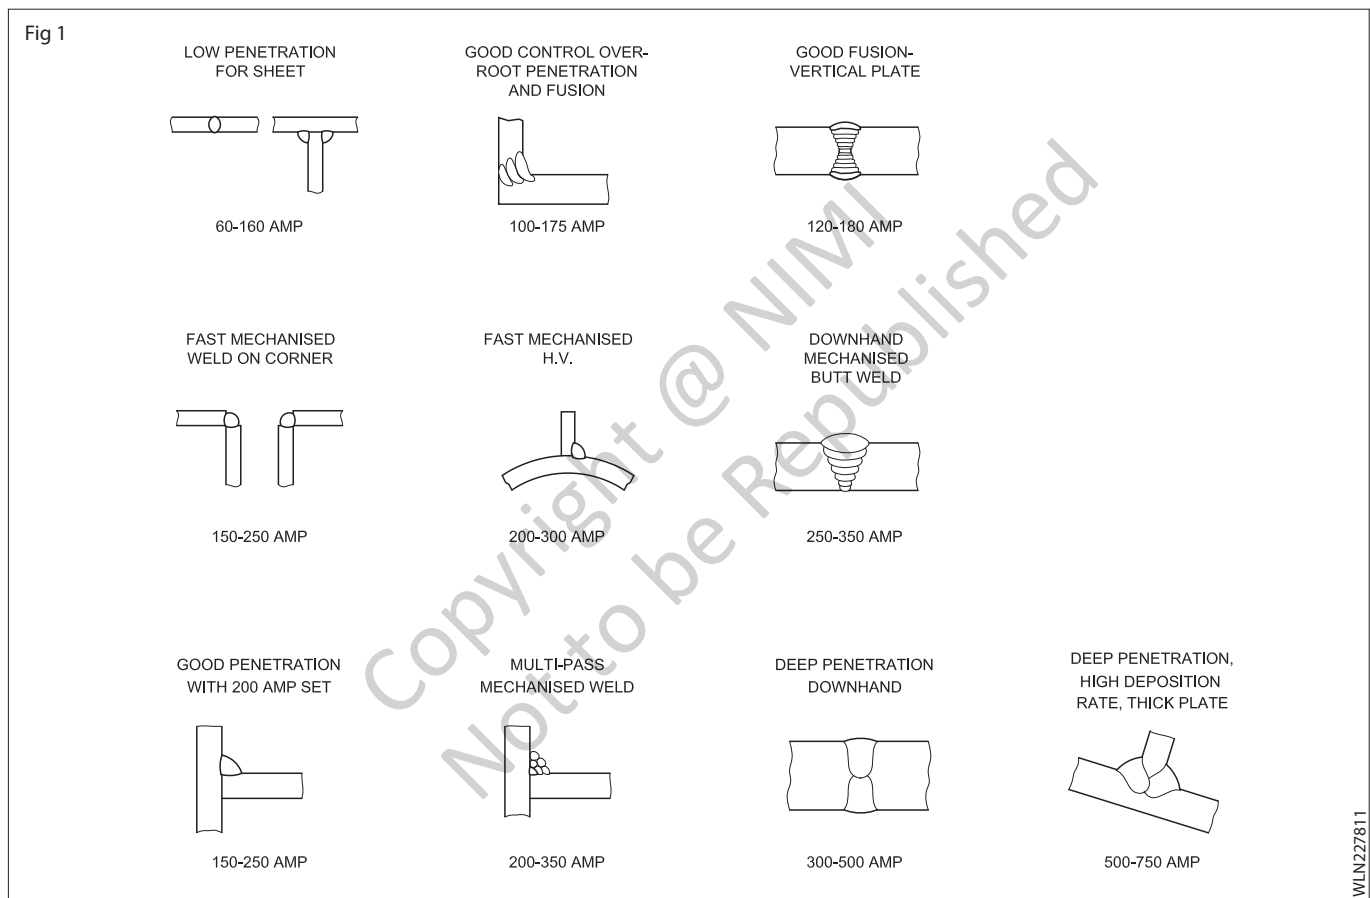 Fig 1
LOW PENETRATION
FOR SHEET
60-160 AMP
GOOD CONTROL OVER-
ROOT PENETRATION
AND FUSION
100-175 AMP
GOOD FUSION-
VERTICAL PLATE
120-180 AMP
FAST MECHANISED
WELD ON CORNER
150-250 AMP
FAST MECHANISED
H.V.
200-300 AMP
DOWNHAND
MECHANISED
BUTT WELD
250-350 AMP
GOOD PENETRATION
WITH 200 AMP SET
150-250 AMP
MULTI-PASS
MECHANISED WELD
200-350 AMP
DEEP PENETRATION
DOWNHAND
300-500 AMP
DEEP PENETRATION,
HIGH DEPOSITION
RATE, THICK PLATE
500-750 AMP
WLN227811
Copyright @ NIMI
Not to be Republished